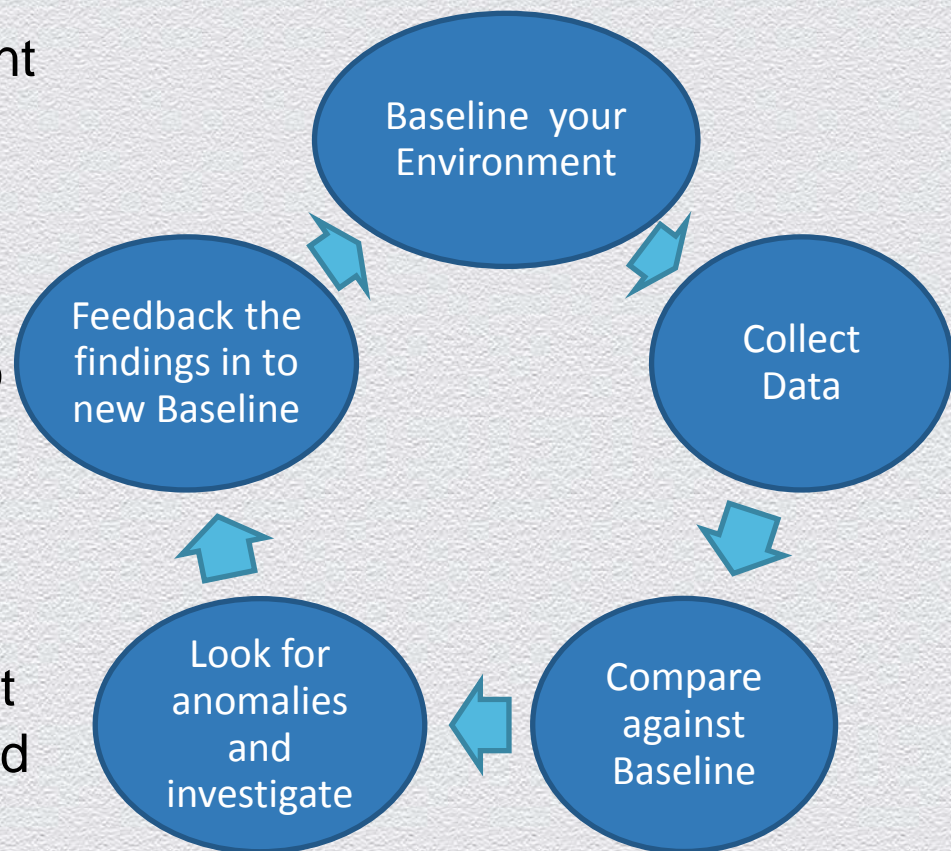 Baseline your
Environment
Collect
Data
Compare
against
Baseline
Look for
anomalies
and
investigate
Feedback the
findings in to
new Baseline